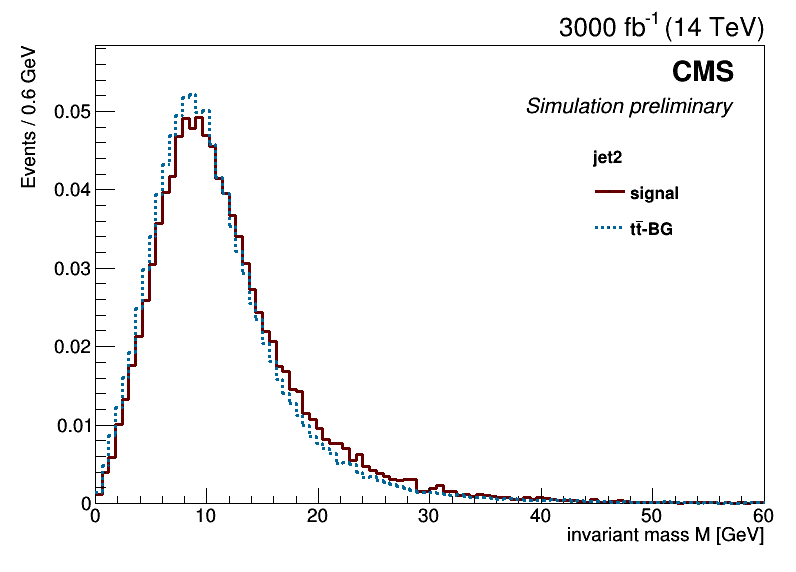 3000 fb⁻¹ (14 TeV)
Events / 0.6 GeV
CMS
Simulation preliminary
jet2
signal
tt̅-BG
0.05
0.04
0.03
0.02
0.01
0
0 10 20 30 40 50 60
invariant mass M [GeV]